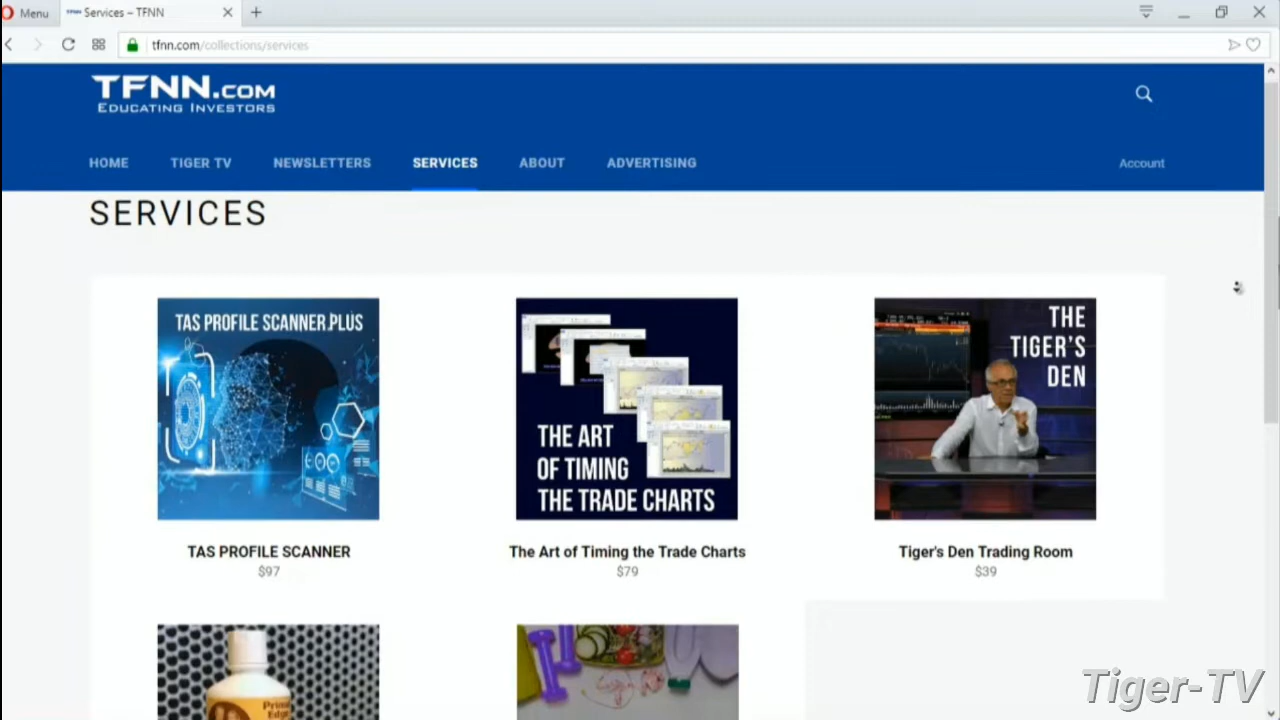 Menu
Services – TFNN
tfnn.com/collections/services
TFNN.COM
EDUCATING INVESTORS
HOME
TIGER TV
NEWSLETTERS
SERVICES
ABOUT
ADVERTISING
Account
SERVICES
TAS PROFILE SCANNER PLUS
THE ART
OF TIMING
THE TRADE CHARTS
THE
TIGER'S
DEN
TAS PROFILE SCANNER
$97
The Art of Timing the Trade Charts
$79
Tiger's Den Trading Room
$39
Tiger-TV